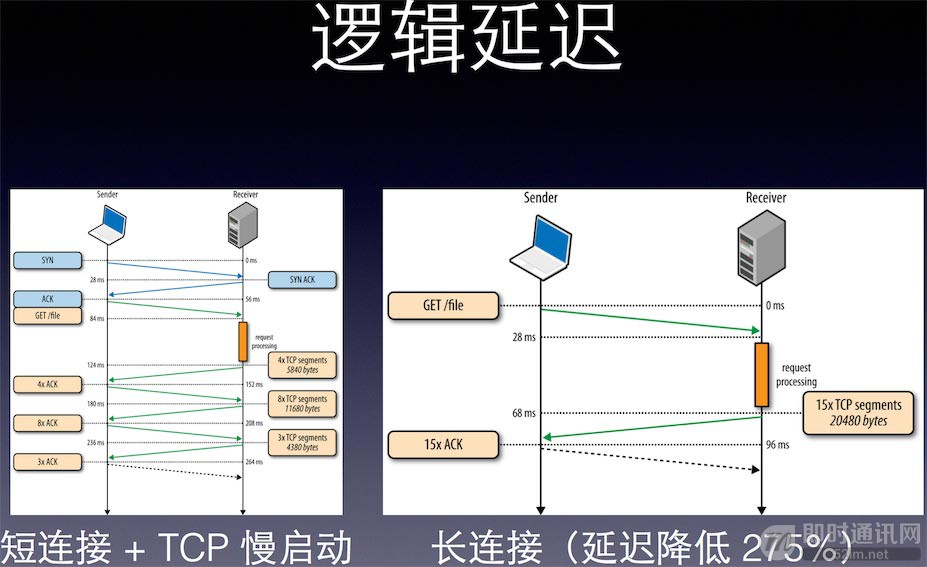 逻辑延迟
Sender
Receiver
SYN
0 ms
28 ms
SYN ACK
ACK
56 ms
GET /file
84 ms
request
processing
4x TCP segments
5840 bytes
124 ms
4x ACK
152 ms
8x TCP segments
11680 bytes
180 ms
8x ACK
208 ms
3x TCP segments
4380 bytes
236 ms
3x ACK
264 ms
短连接 + TCP 慢启动
Sender
Receiver
GET /file
0 ms
28 ms
request
processing
15x TCP segments
20480 bytes
68 ms
15x ACK
96 ms
长连接（延迟降低 275%）
即时通讯网
52im.net